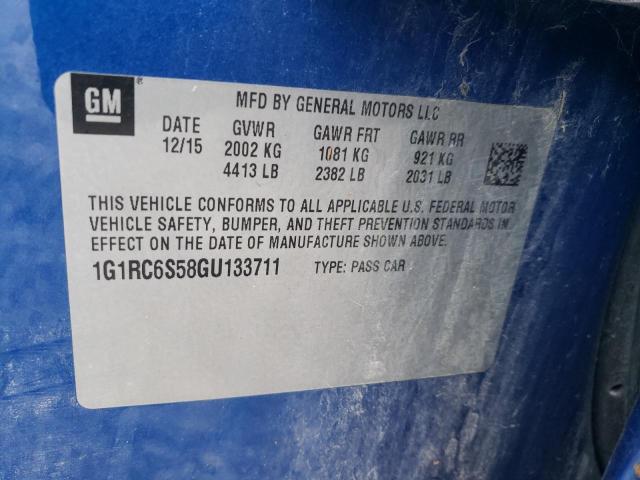 GM
MFD BY GENERAL MOTORS LLC
DATE GVWR GAWR FRT GAWR RR
12/15 2002 KG 1081 KG 921 KG
4413 LB 2382 LB 2031 LB
THIS VEHICLE CONFORMS TO ALL APPLICABLE U.S. FEDERAL MOTOR
VEHICLE SAFETY, BUMPER, AND THEFT PREVENTION STANDARDS IN
EFFECT ON THE DATE OF MANUFACTURE SHOWN ABOVE.
1G1RC6S58GU133711 TYPE: PASS CAR